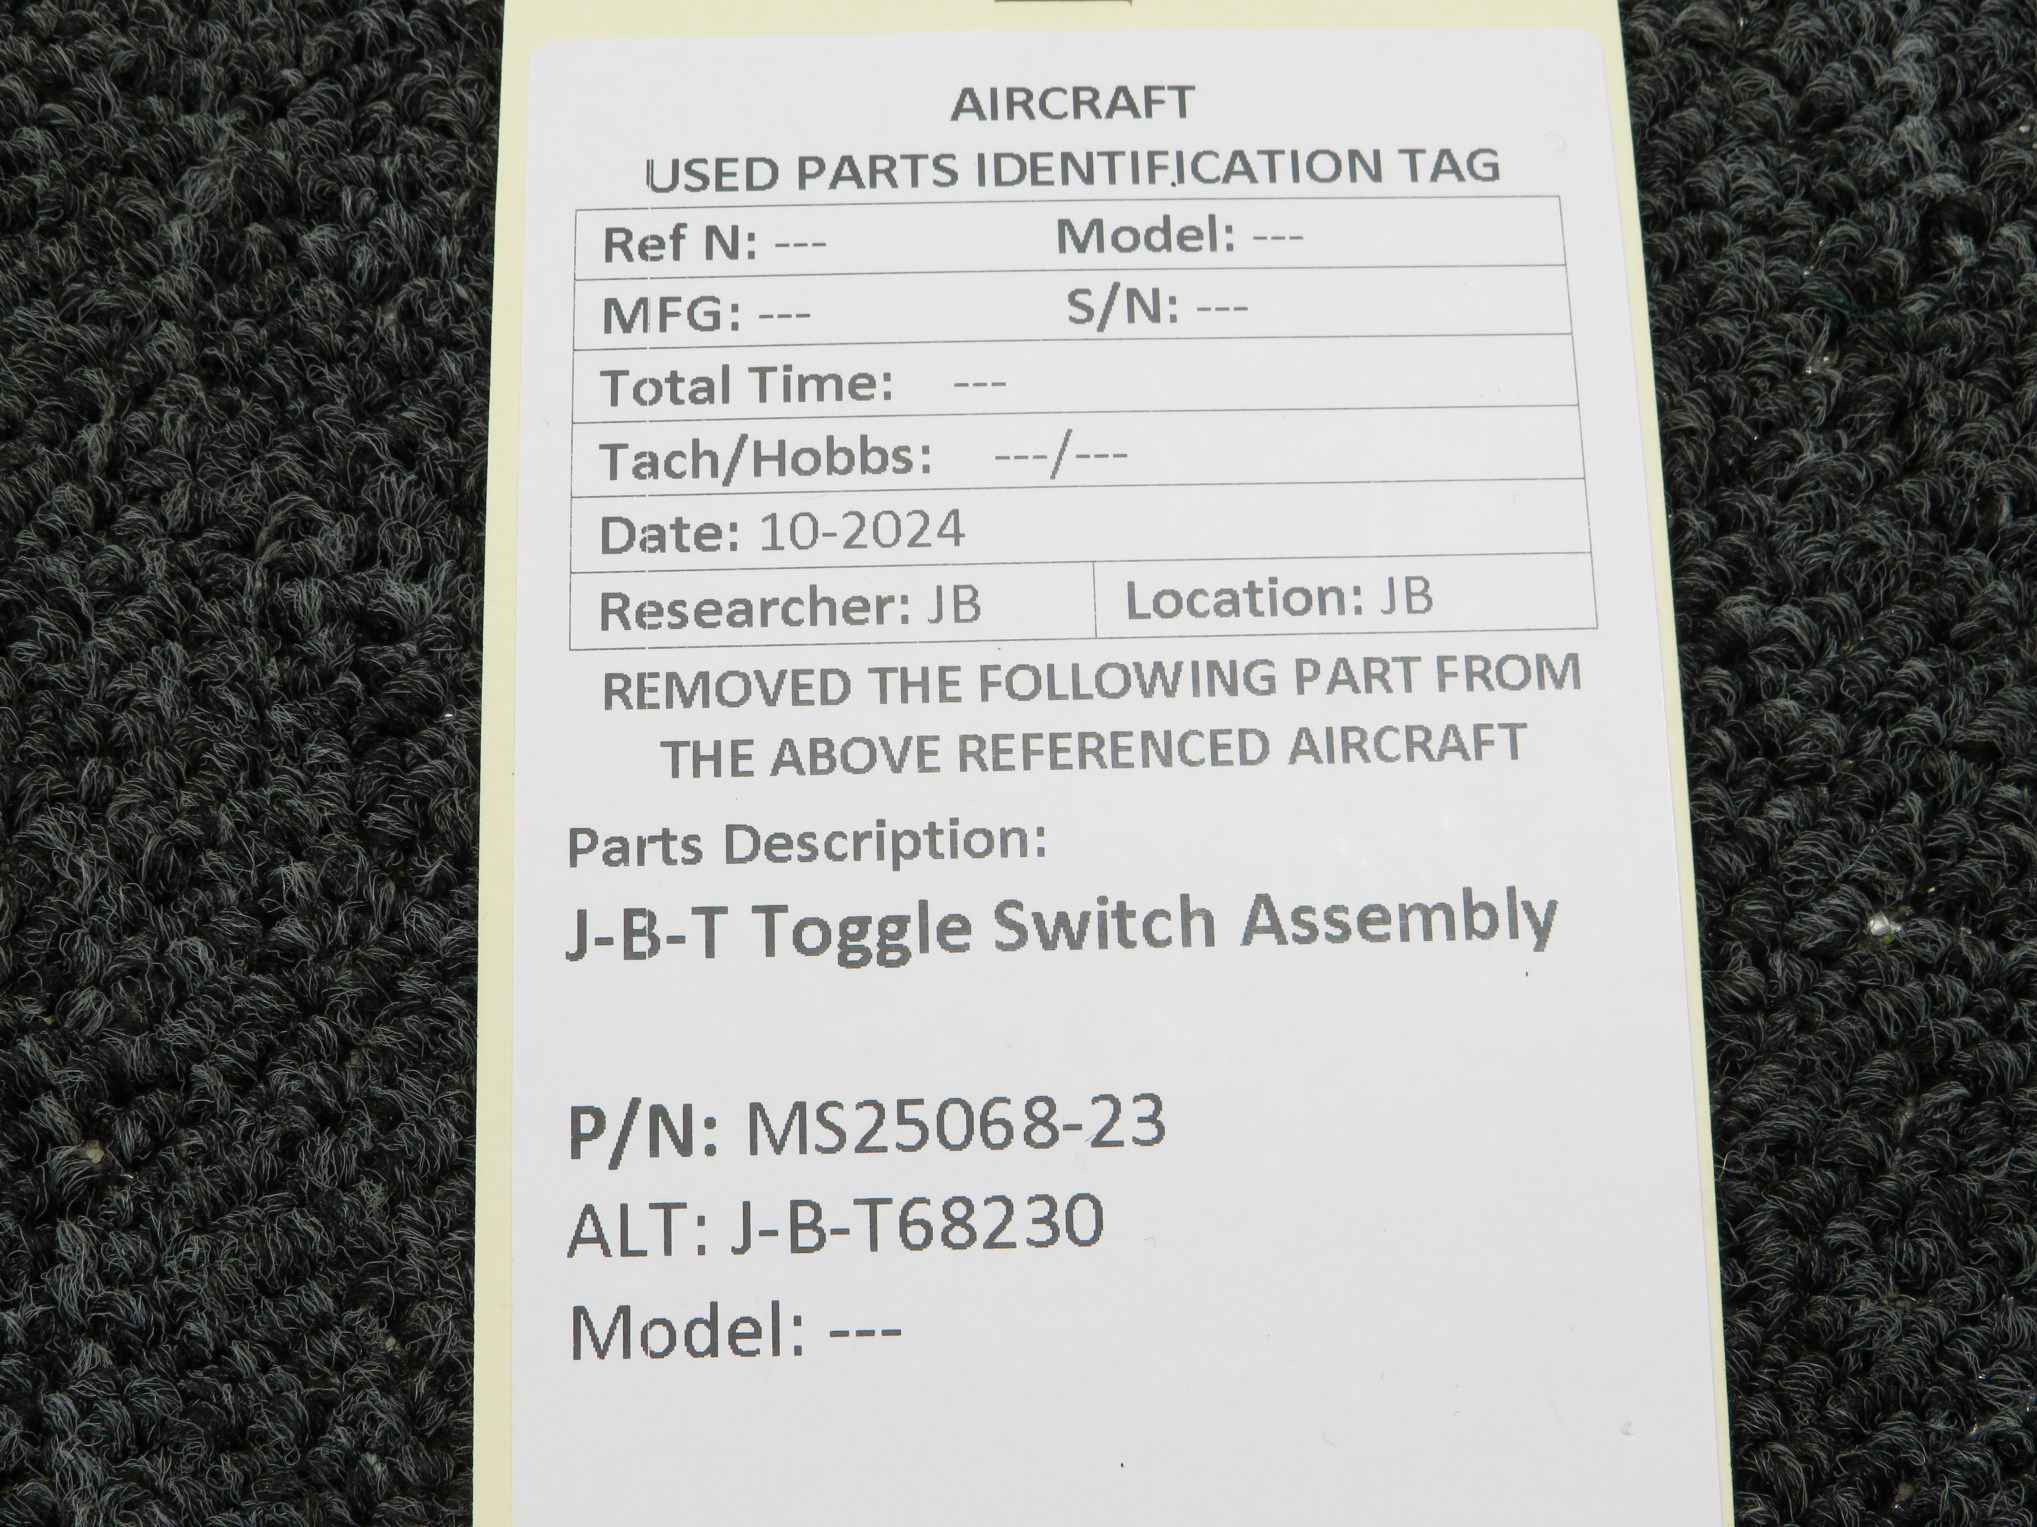 AIRCRAFT
USED PARTS IDENTIFICATION TAG
Ref N: --- Model: ---
MFG: --- S/N: ---
Total Time: ---
Tach/Hobbs: ---/---
Date: 10-2024
Researcher: JB Location: JB
REMOVED THE FOLLOWING PART FROM
THE ABOVE REFERENCED AIRCRAFT
Parts Description:
J-B-T Toggle Switch Assembly
P/N: MS25068-23
ALT: J-B-T68230
Model: ---